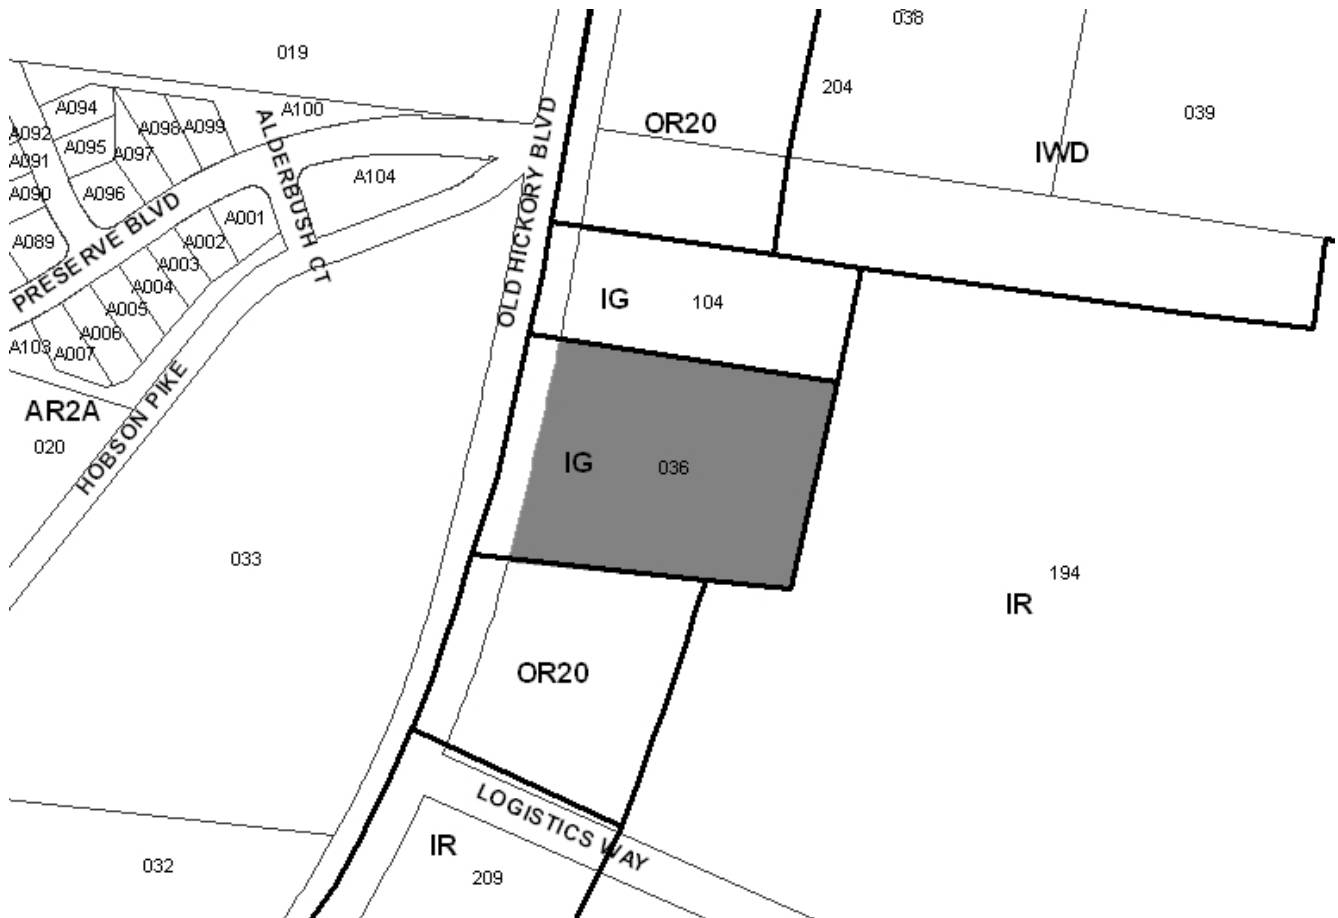 038
019
204
A094
A100
039
OR20
A098
A099
A092
A095
IWD
A097
A091
A104
A090
A096
ALDERBUSH CT
OLD HICKORY BLVD
A001
PRESERVE BLVD
A089
A002
A003
A004
IG
104
A005
A006
A103
A007
HOBSON PIKE
AR2A
020
IG
036
033
194
IR
OR20
LOGISTICS WAY
IR
032
209